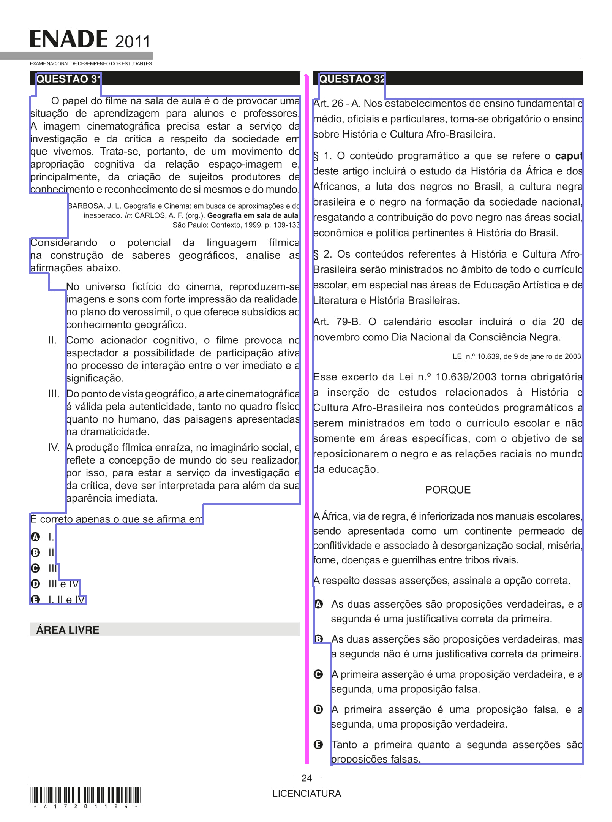 ENADE 2011
EXAME NACIONAL DE DESEMPENHO DOS ESTUDANTES
QUESTÃO 31
O papel do filme na sala de aula é o de provocar uma
situação de aprendizagem para alunos e professores.
A imagem cinematográfica precisa estar a serviço da
investigação e da crítica a respeito da sociedade em
que vivemos. Trata-se, portanto, de um movimento de
apropriação cognitiva da relação espaço-imagem e,
principalmente, da criação de sujeitos produtores de
conhecimento e reconhecimento de si mesmos e do mundo.
BARBOSA, J. L. Geografia e Cinema: em busca de aproximações e do
inesperado. In: CARLOS, A. F. (org.). Geografia em sala de aula.
São Paulo: Contexto, 1999, p. 109-133
Considerando o potencial da linguagem fílmica
na construção de saberes geográficos, analise as
afirmações abaixo.
No universo fictício do cinema, reproduzem-se
imagens e sons com forte impressão da realidade,
no plano do verossímil, o que oferece subsídios ao
conhecimento geográfico.
II. Como acionador cognitivo, o filme provoca no
espectador a possibilidade de participação ativa
no processo de interação entre o ver imediato e a
significação.
III. Do ponto de vista geográfico, a arte cinematográfica
é válida pela autenticidade, tanto no quadro físico
quanto no humano, das paisagens apresentadas
na dramaticidade.
IV. A produção fílmica enraíza, no imaginário social, e
reflete a concepção de mundo do seu realizador,
por isso, para estar a serviço da investigação e
da crítica, deve ser interpretada para além da sua
aparência imediata.
É correto apenas o que se afirma em
A I.
B II.
C III.
D III e IV.
E I, II e IV.
ÁREA LIVRE
QUESTÃO 32
Art. 26 - A. Nos estabelecimentos de ensino fundamental e
médio, oficiais e particulares, torna-se obrigatório o ensino
sobre História e Cultura Afro-Brasileira.
§ 1. O conteúdo programático a que se refere o caput
deste artigo incluirá o estudo da História da África e dos
Africanos, a luta dos negros no Brasil, a cultura negra
brasileira e o negro na formação da sociedade nacional,
resgatando a contribuição do povo negro nas áreas social,
econômica e política pertinentes à História do Brasil.
§ 2. Os conteúdos referentes à História e Cultura Afro-
Brasileira serão ministrados no âmbito de todo o currículo
escolar, em especial nas áreas de Educação Artística e de
Literatura e História Brasileiras.
Art. 79-B. O calendário escolar incluirá o dia 20 de
novembro como Dia Nacional da Consciência Negra.
LEI n.º 10.639, de 9 de janeiro de 2003.
Esse excerto da Lei n.º 10.639/2003 torna obrigatória
a inserção de estudos relacionados à História e
Cultura Afro-Brasileira nos conteúdos programáticos a
serem ministrados em todo o currículo escolar e não
somente em áreas específicas, com o objetivo de se
reposicionarem o negro e as relações raciais no mundo
da educação.
PORQUE
A África, via de regra, é inferiorizada nos manuais escolares,
sendo apresentada como um continente permeado de
conflitividade e associado à desorganização social, miséria,
fome, doenças e guerrilhas entre tribos rivais.
A respeito dessas asserções, assinale a opção correta.
A As duas asserções são proposições verdadeiras, e a
segunda é uma justificativa correta da primeira.
B As duas asserções são proposições verdadeiras, mas
a segunda não é uma justificativa correta da primeira.
C A primeira asserção é uma proposição verdadeira, e a
segunda, uma proposição falsa.
D A primeira asserção é uma proposição falsa, e a
segunda, uma proposição verdadeira.
E Tanto a primeira quanto a segunda asserções são
proposições falsas.
24
LICENCIATURA